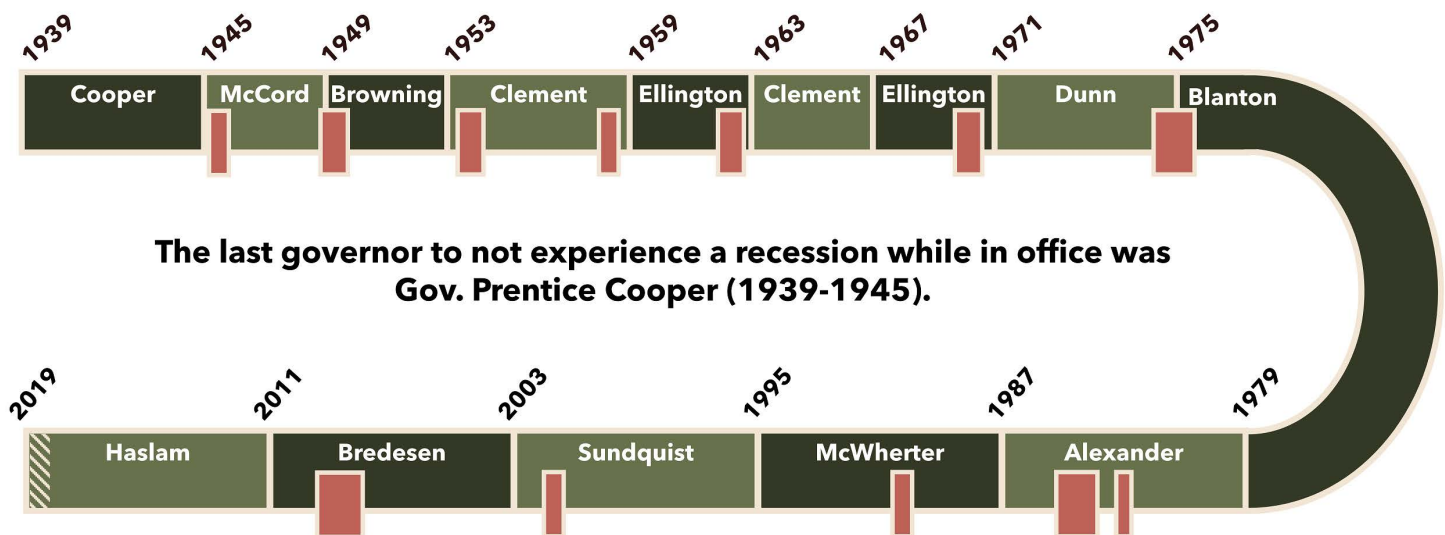 1939 1945 1949 1953 1959 1963 1967 1971 1975
Cooper McCord Browning Clement Ellington Clement Ellington Dunn Blanton
The last governor to not experience a recession while in office was
Gov. Prentice Cooper (1939-1945).
2019 2011 2003 1995 1987 1979
Haslam Bredesen Sundquist McWherter Alexander